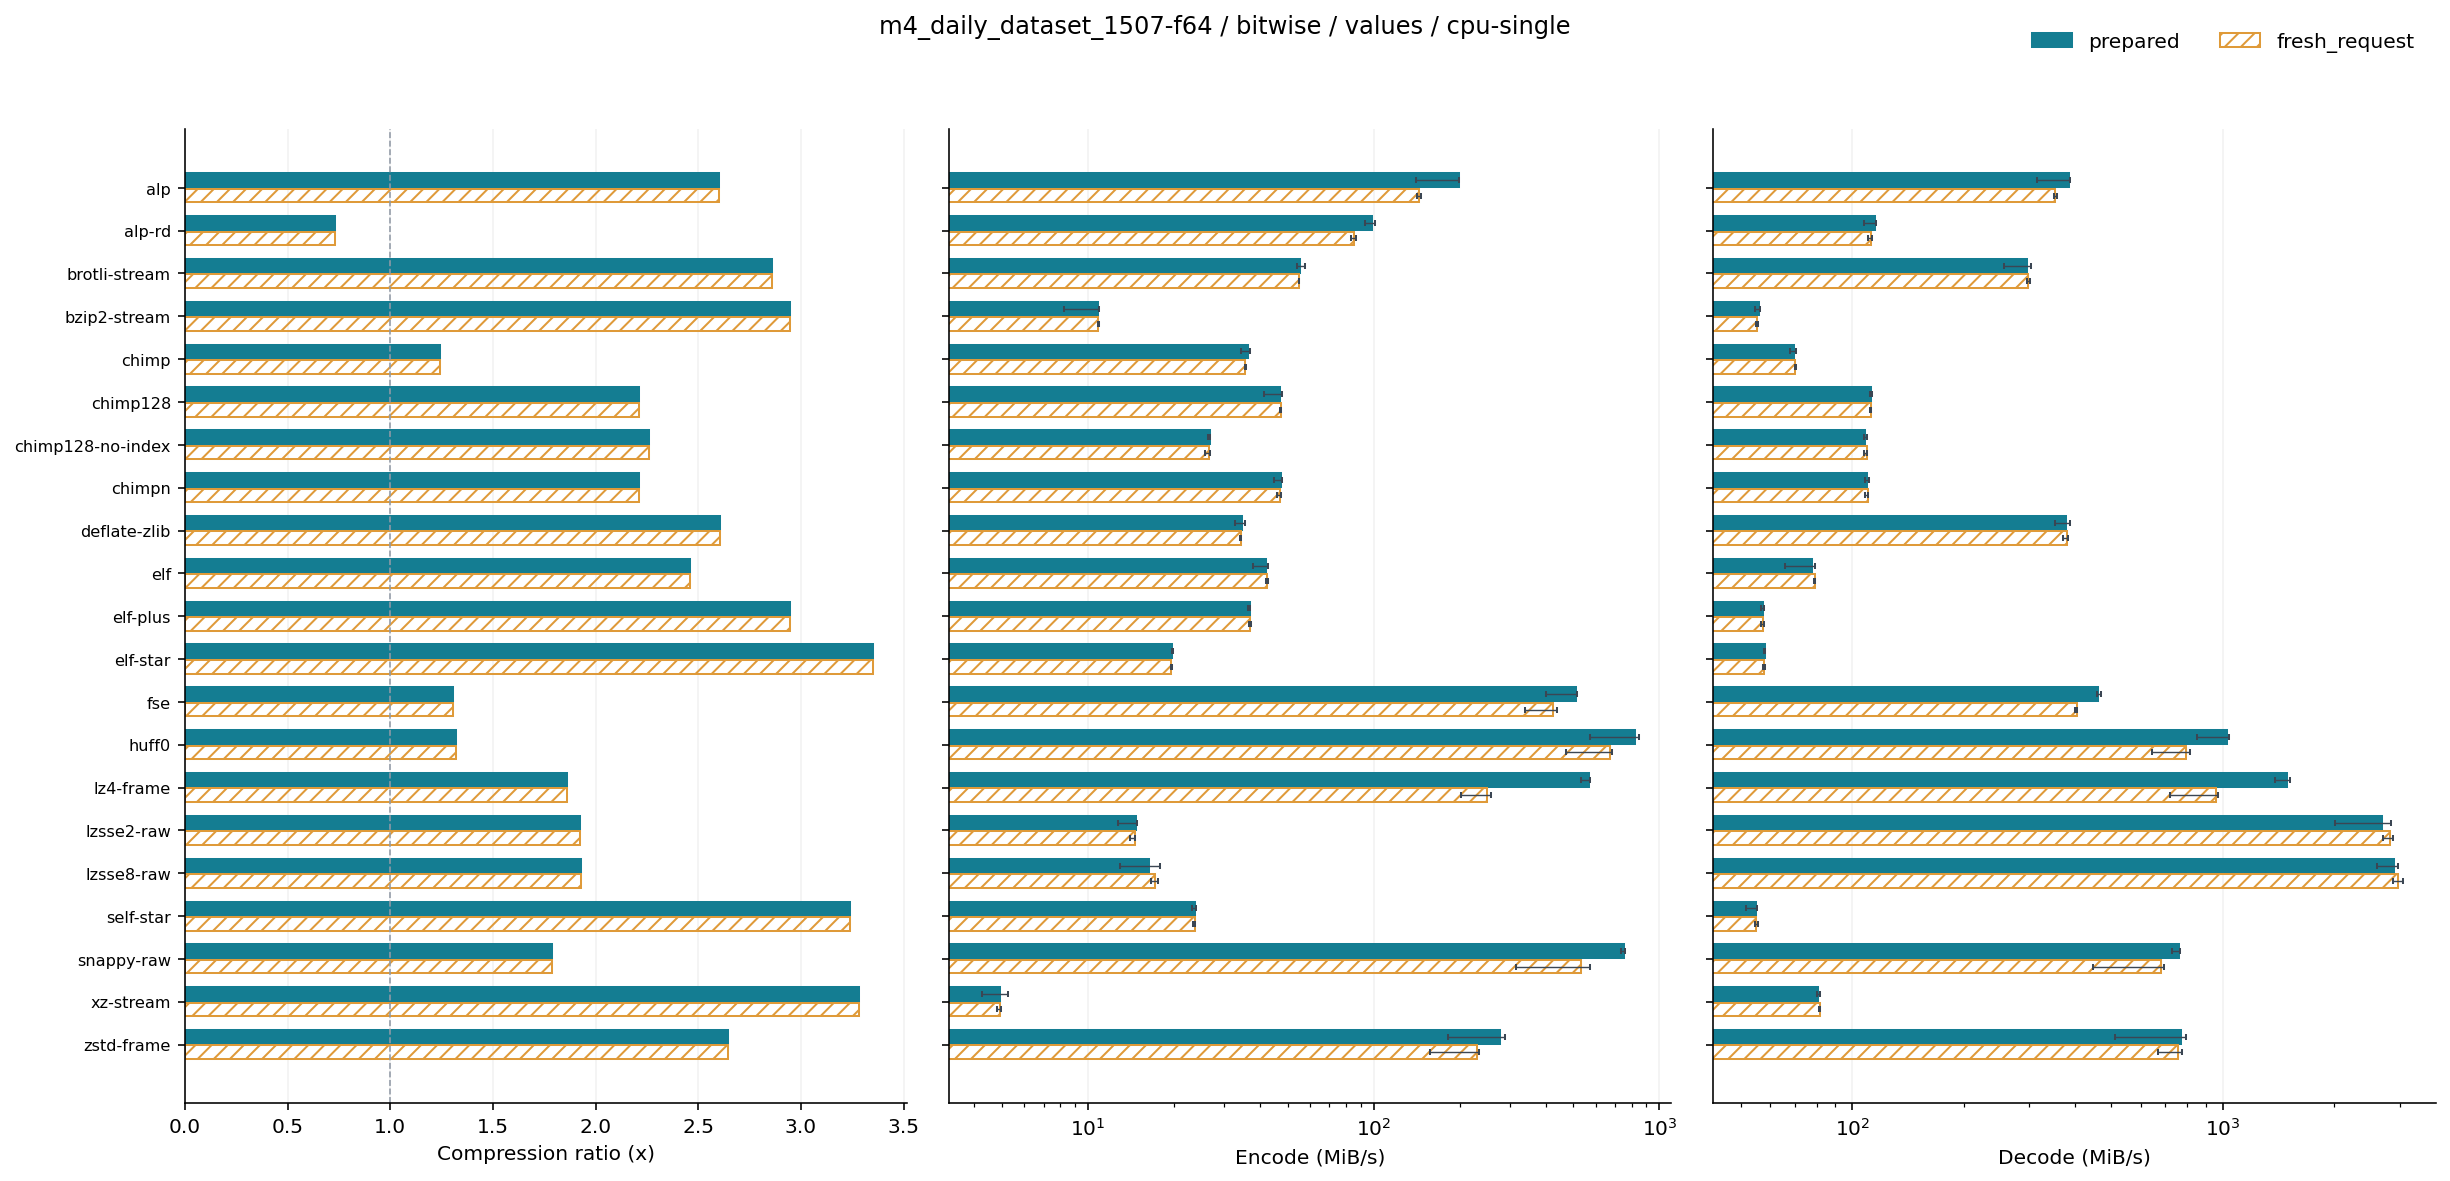 m4_daily_dataset_1507-f64 / bitwise / values / cpu-single
prepared
fresh_request
alp
alp-rd
brotli-stream
bzip2-stream
chimp
chimp128
chimp128-no-index
chimpn
deflate-zlib
elf
elf-plus
elf-star
fse
huff0
lz4-frame
lzsse2-raw
lzsse8-raw
self-star
snappy-raw
xz-stream
zstd-frame
0.0 0.5 1.0 1.5 2.0 2.5 3.0 3.5
Compression ratio (x)
10¹ 10² 10³
Encode (MiB/s)
10² 10³
Decode (MiB/s)